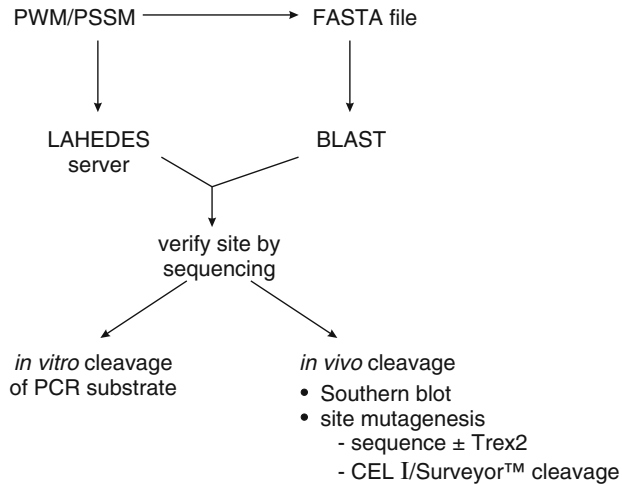 PWM/PSSM
FASTA file
LAHEDES
server
BLAST
verify site by
sequencing
in vitro cleavage
of PCR substrate
in vivo cleavage
• Southern blot
• site mutagenesis
- sequence ± Trex2
- CEL I/Surveyor™ cleavage